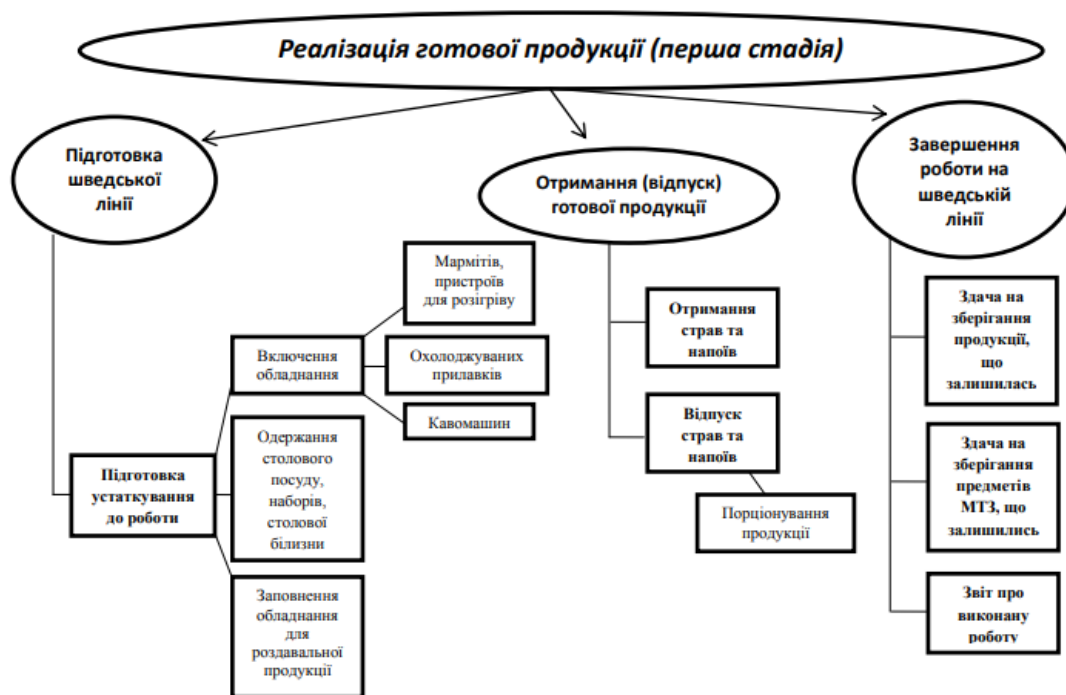 Реалізація готової продукції (перша стадія)
Підготовка
шведської
лінії
Отримання (відпуск)
готової продукції
Завершення
роботи на
шведській
лінії
Мармітів,
пристроїв
для розігріву
Включення
обладнання
Охолоджуваних
прилавків
Кавомашин
Підготовка
устаткування
до роботи
Одержання
столового
посуду,
наборів,
столової
білизни
Заповнення
обладнання
для
роздавальної
продукції
Отримання
страв та
напоїв
Відпуск
страв та
напоїв
Порціонування
продукції
Здача на
зберігання
продукції,
що
залишилась
Здача на
зберігання
предметів
МТЗ, що
залишились
Звіт про
виконану
роботу